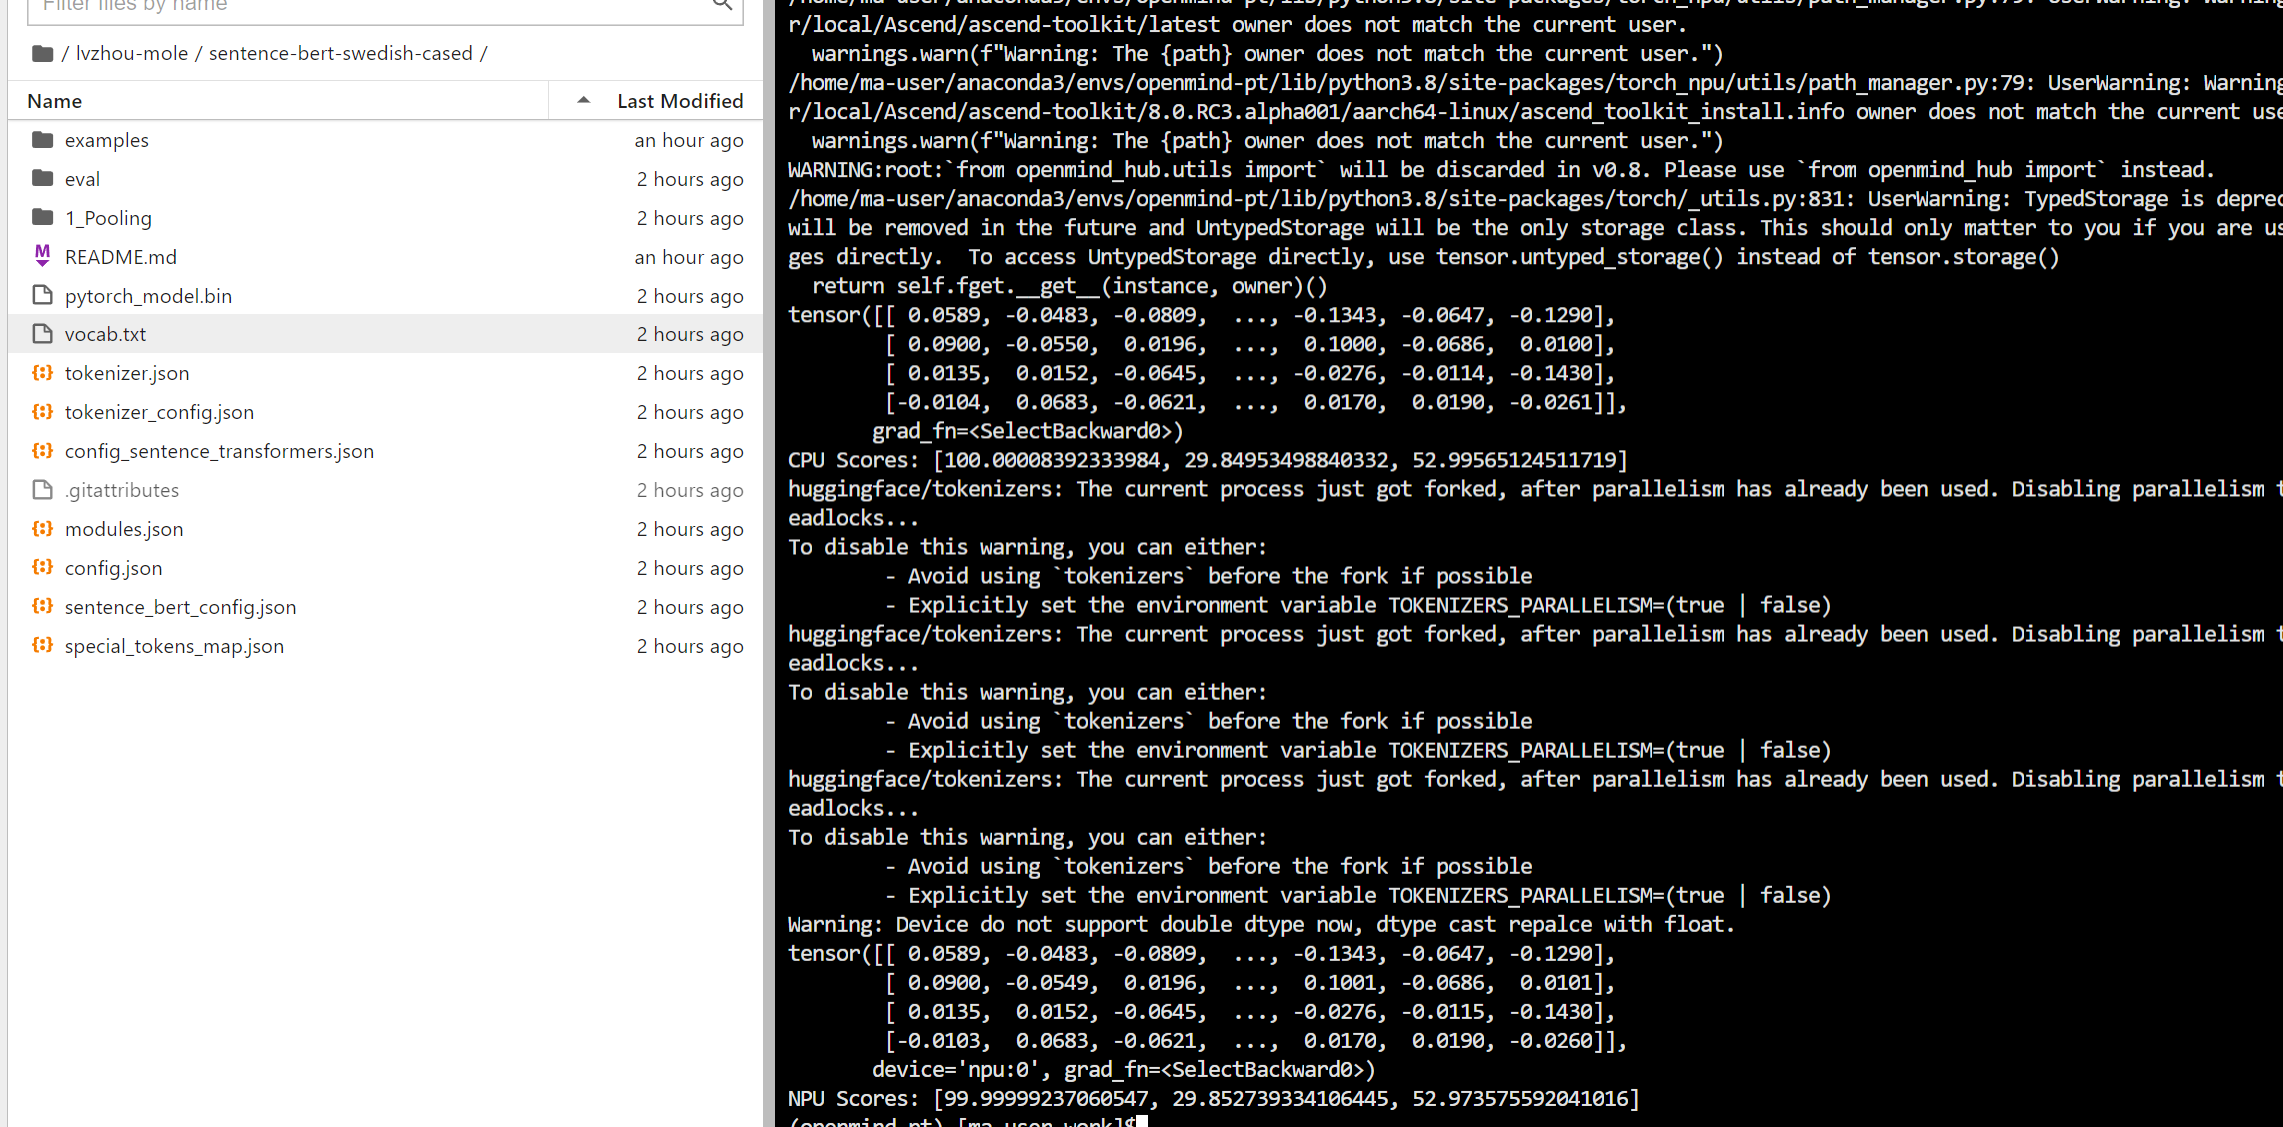 Filter files by name
/ lvzhou-mole / sentence-bert-swedish-cased /
Name Last Modified
examples an hour ago
eval 2 hours ago
1_Pooling 2 hours ago
README.md an hour ago
pytorch_model.bin 2 hours ago
vocab.txt 2 hours ago
tokenizer.json 2 hours ago
tokenizer_config.json 2 hours ago
config_sentence_transformers.json 2 hours ago
.gitattributes 2 hours ago
modules.json 2 hours ago
config.json 2 hours ago
sentence_bert_config.json 2 hours ago
special_tokens_map.json 2 hours ago
/home/ma-user/anaconda3/envs/openmind-pt/lib/python3.8/site-packages/torch_npu/utils/path_manager.py:79: UserWarning: Warning
r/local/Ascend/ascend-toolkit/latest owner does not match the current user.
  warnings.warn(f"Warning: The {path} owner does not match the current user.")
/home/ma-user/anaconda3/envs/openmind-pt/lib/python3.8/site-packages/torch_npu/utils/path_manager.py:79: UserWarning: Warning
r/local/Ascend/ascend-toolkit/8.0.RC3.alpha001/aarch64-linux/ascend_toolkit_install.info owner does not match the current use
  warnings.warn(f"Warning: The {path} owner does not match the current user.")
WARNING:root:`from openmind_hub.utils import` will be discarded in v0.8. Please use `from openmind_hub import` instead.
/home/ma-user/anaconda3/envs/openmind-pt/lib/python3.8/site-packages/torch/_utils.py:831: UserWarning: TypedStorage is deprec
will be removed in the future and UntypedStorage will be the only storage class. This should only matter to you if you are us
ges directly.  To access UntypedStorage directly, use tensor.untyped_storage() instead of tensor.storage()
  return self.fget.__get__(instance, owner)()
tensor([[ 0.0589, -0.0483, -0.0809,  ..., -0.1343, -0.0647, -0.1290],
        [ 0.0900, -0.0550,  0.0196,  ...,  0.1000, -0.0686,  0.0100],
        [ 0.0135,  0.0152, -0.0645,  ..., -0.0276, -0.0114, -0.1430],
        [-0.0104,  0.0683, -0.0621,  ...,  0.0170,  0.0190, -0.0261]],
       grad_fn=<SelectBackward0>)
CPU Scores: [100.00008392333984, 29.84953498840332, 52.99565124511719]
huggingface/tokenizers: The current process just got forked, after parallelism has already been used. Disabling parallelism t
eadlocks...
To disable this warning, you can either:
        - Avoid using `tokenizers` before the fork if possible
        - Explicitly set the environment variable TOKENIZERS_PARALLELISM=(true | false)
huggingface/tokenizers: The current process just got forked, after parallelism has already been used. Disabling parallelism t
eadlocks...
To disable this warning, you can either:
        - Avoid using `tokenizers` before the fork if possible
        - Explicitly set the environment variable TOKENIZERS_PARALLELISM=(true | false)
huggingface/tokenizers: The current process just got forked, after parallelism has already been used. Disabling parallelism t
eadlocks...
To disable this warning, you can either:
        - Avoid using `tokenizers` before the fork if possible
        - Explicitly set the environment variable TOKENIZERS_PARALLELISM=(true | false)
Warning: Device do not support double dtype now, dtype cast repalce with float.
tensor([[ 0.0589, -0.0483, -0.0809,  ..., -0.1343, -0.0647, -0.1290],
        [ 0.0900, -0.0549,  0.0196,  ...,  0.1001, -0.0686,  0.0101],
        [ 0.0135,  0.0152, -0.0645,  ..., -0.0276, -0.0115, -0.1430],
        [-0.0103,  0.0683, -0.0621,  ...,  0.0170,  0.0190, -0.0260]],
       device='npu:0', grad_fn=<SelectBackward0>)
NPU Scores: [99.99999237060547, 29.852739334106445, 52.973575592041016]
(openmind-pt) [ma-user work]$